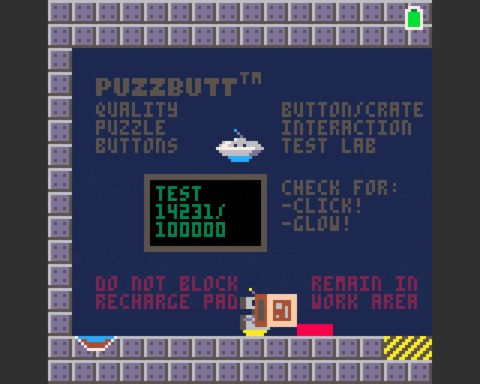 PUZZBUTT™
QUALITY
PUZZLE
BUTTONS
BUTTON/CRATE
INTERACTION
TEST LAB
TEST
14231/
100000
CHECK FOR:
-CLICK!
-GLOW!
DO NOT BLOCK
RECHARGE PAD
REMAIN IN
WORK AREA